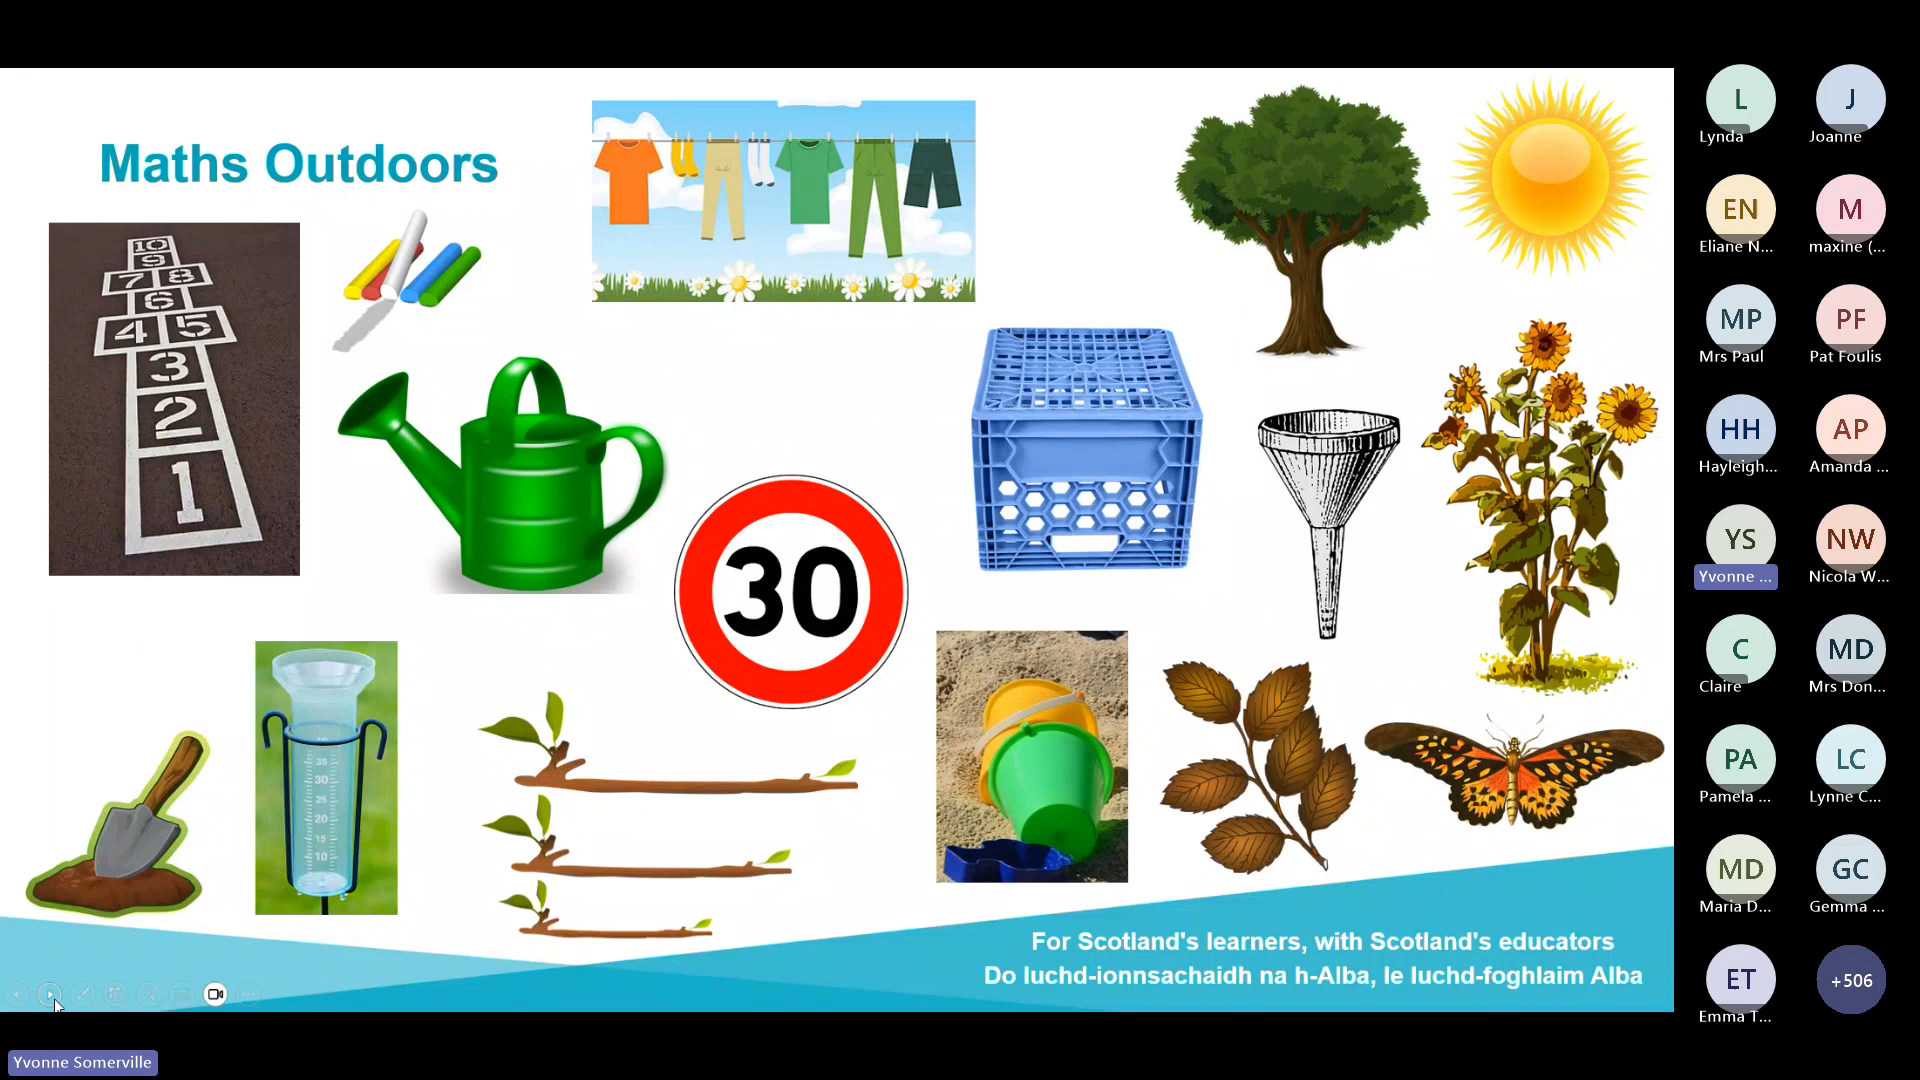 Maths Outdoors
10
9
7 8
6
4 5
3
2
1
30
35
30
25
20
15
10
For Scotland's learners, with Scotland's educators
Do luchd-ionnsachaidh na h-Alba, le luchd-foghlaim Alba
L
Lynda
J
Joanne
EN
Eliane N...
M
maxine (...
MP
Mrs Paul
PF
Pat Foulis
HH
Hayleigh...
AP
Amanda ...
YS
Yvonne ...
NW
Nicola W...
C
Claire
MD
Mrs Don...
PA
Pamela ...
LC
Lynne C...
MD
Maria D...
GC
Gemma ...
ET
Emma T...
+506
Yvonne Somerville